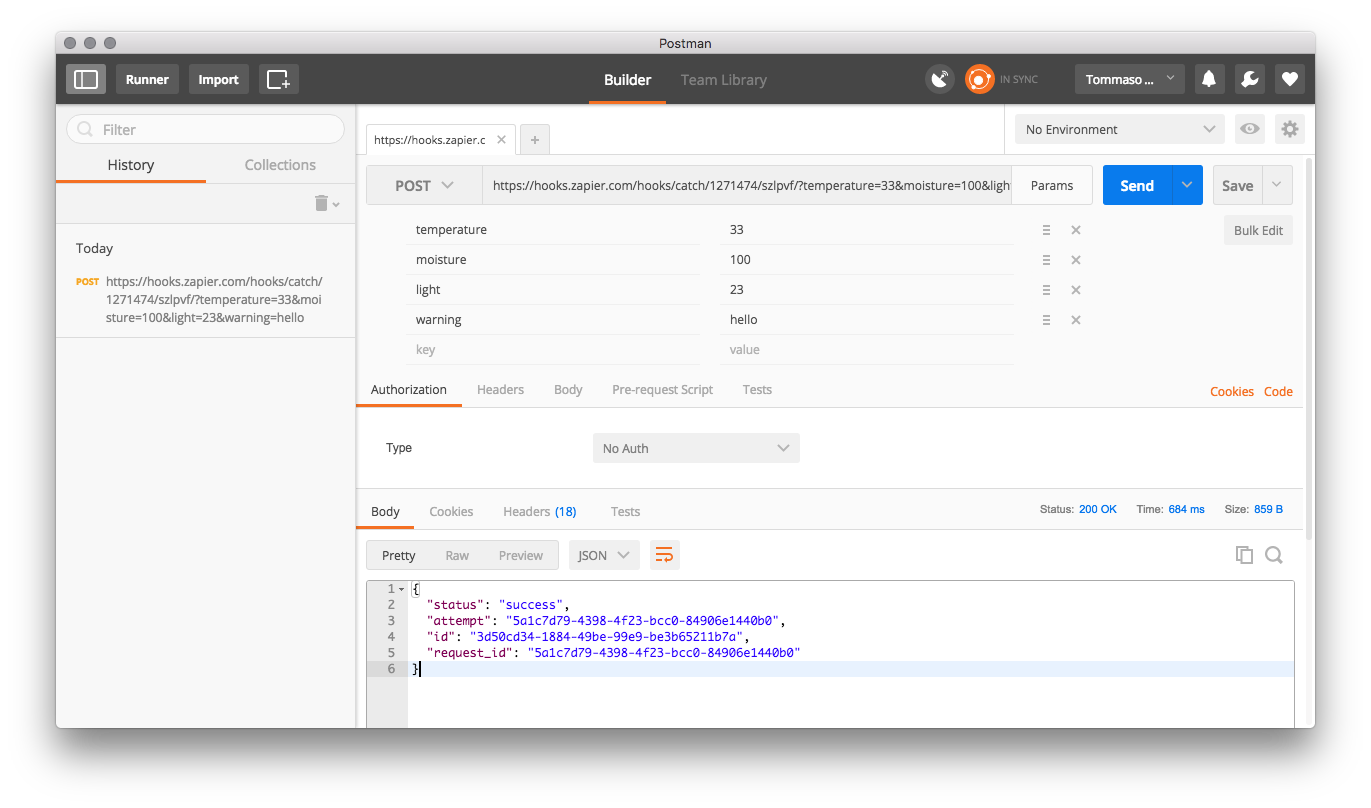 Postman
Runner
Import
Builder
Team Library
IN SYNC
Tommaso ...
Filter
History
Collections
Today
POST https://hooks.zapier.com/hooks/catch/
1271474/szlpvf/?temperature=33&moi
sture=100&light=23&warning=hello
https://hooks.zapier.c
No Environment
POST
https://hooks.zapier.com/hooks/catch/1271474/szlpvf/?temperature=33&moisture=100&ligh
Params
Send
Save
temperature 33
Bulk Edit
moisture 100
light 23
warning hello
key value
Authorization Headers Body Pre-request Script Tests
Cookies Code
Type No Auth
Body Cookies Headers (18) Tests
Status: 200 OK Time: 684 ms Size: 859 B
Pretty Raw Preview JSON
1 {
2 "status": "success",
3 "attempt": "5a1c7d79-4398-4f23-bcc0-84906e1440b0",
4 "id": "3d50cd34-1884-49be-99e9-be3b65211b7a",
5 "request_id": "5a1c7d79-4398-4f23-bcc0-84906e1440b0"
6 }